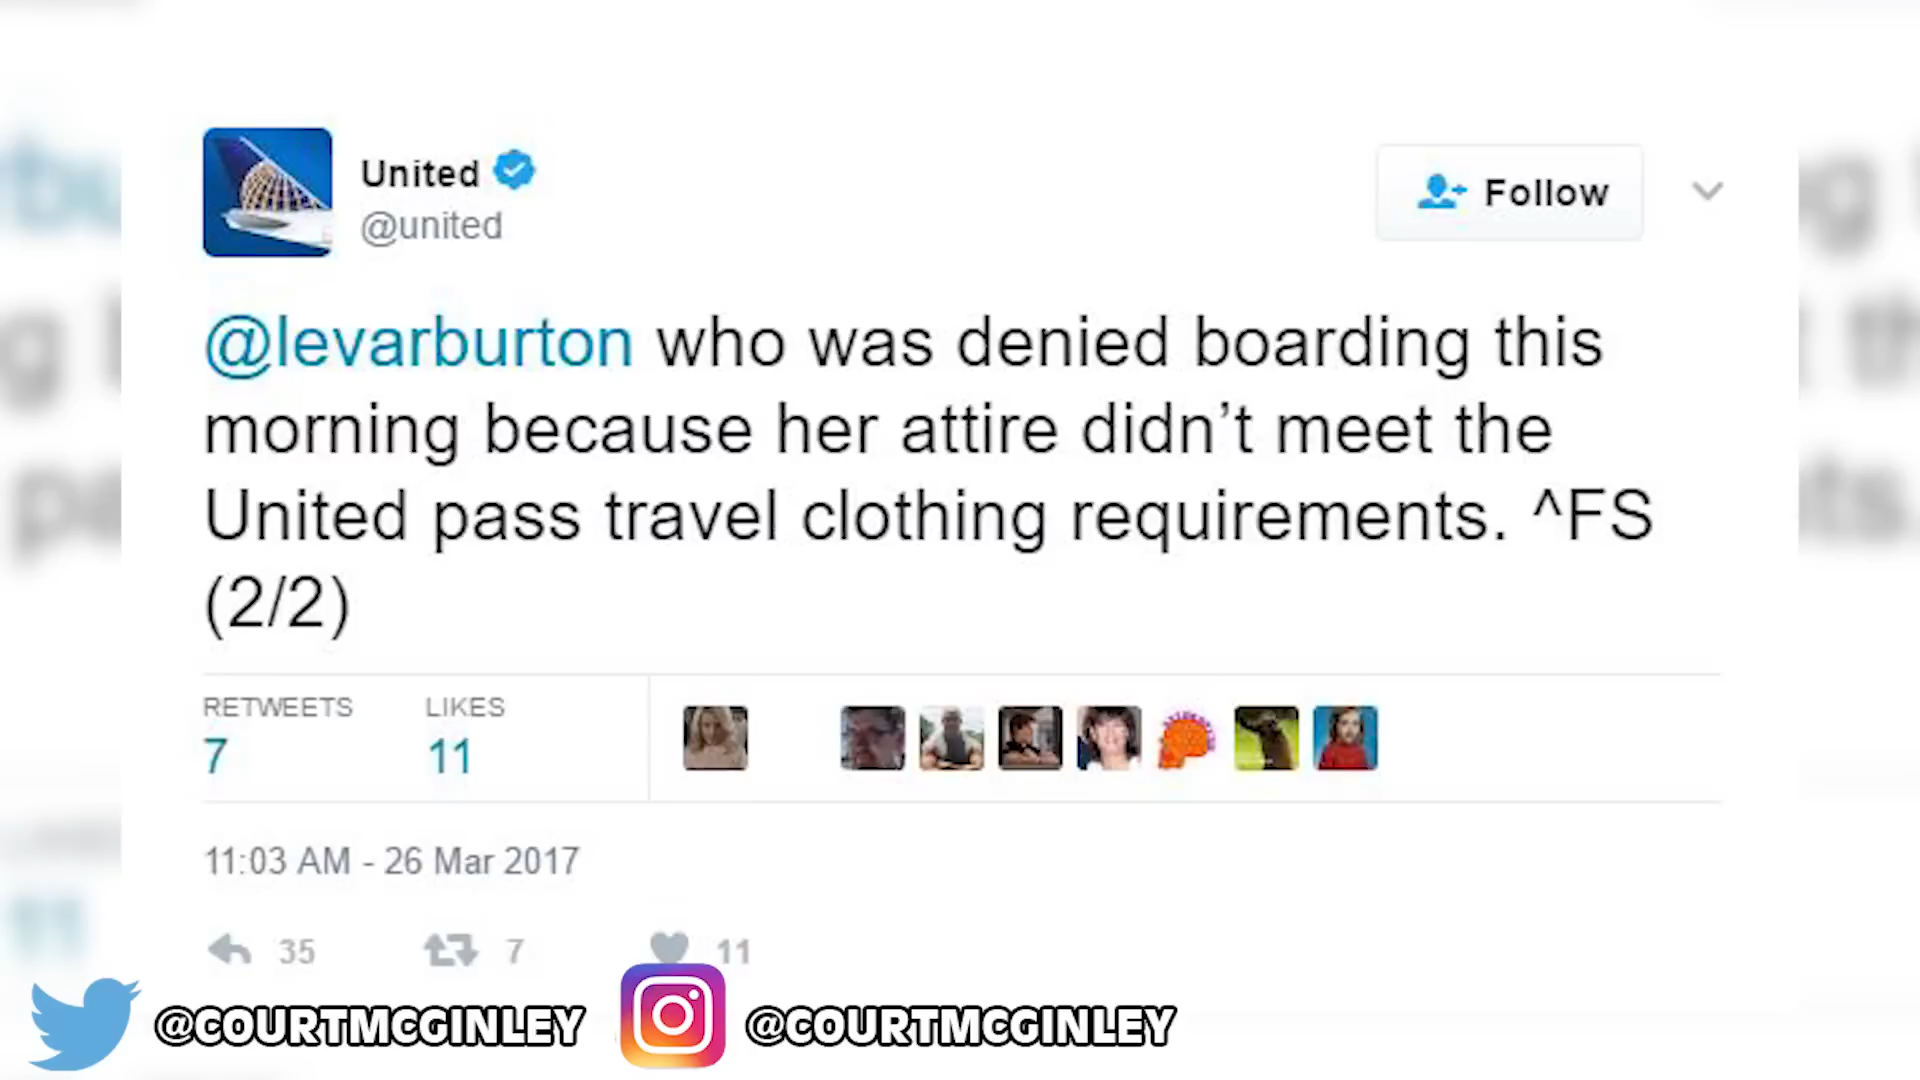 United
@united
Follow
@levarburton who was denied boarding this
morning because her attire didn’t meet the
United pass travel clothing requirements. ^FS
(2/2)
RETWEETS LIKES
7 11
11:03 AM - 26 Mar 2017
35 7 11
@COURTMCGINLEY @COURTMCGINLEY